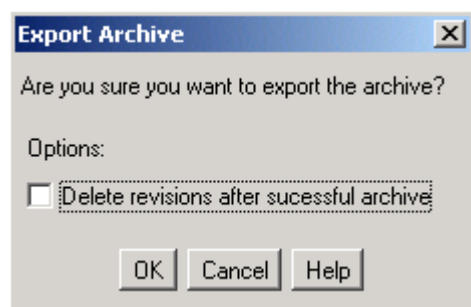 Export Archive
Are you sure you want to export the archive?
Options:
Delete revisions after sucessful archive
OK Cancel Help